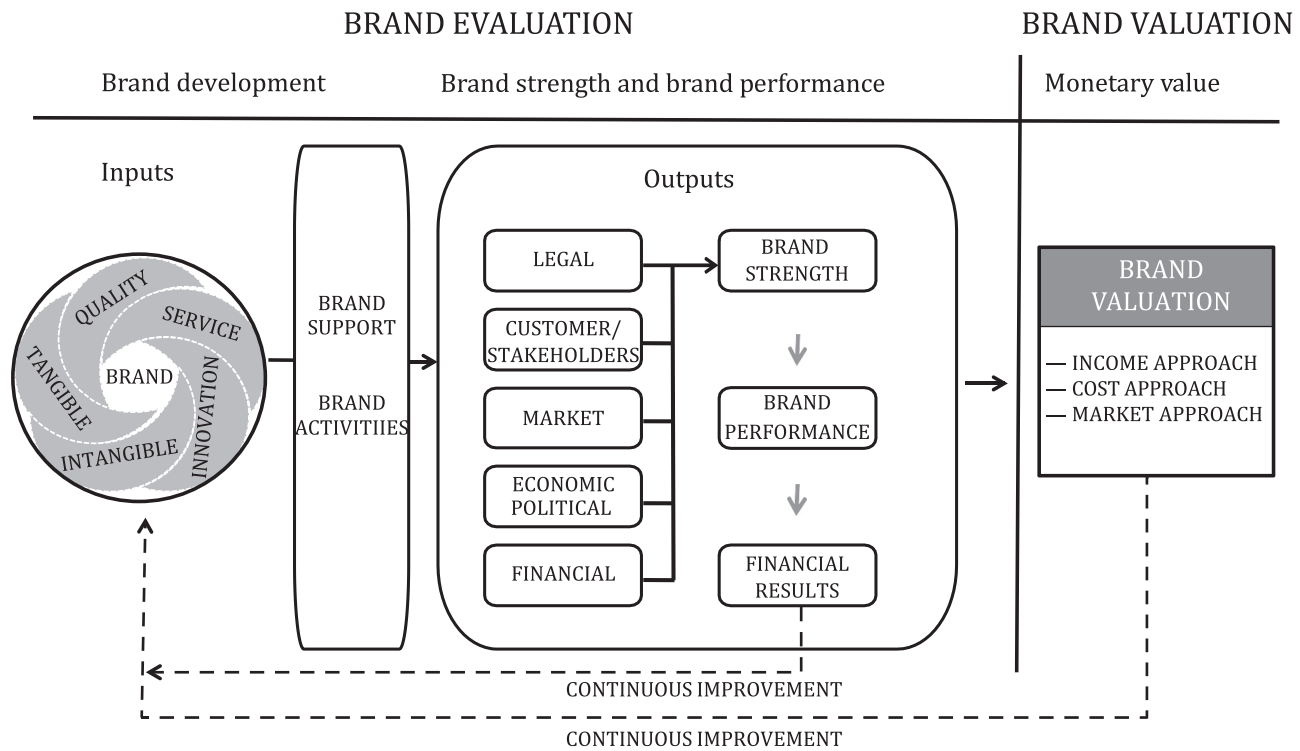 BRAND EVALUATION
BRAND VALUATION
Brand development
Brand strength and brand performance
Monetary value
Inputs
QUALITY
SERVICE
INNOVATION
INTANGIBLE
TANGIBLE
BRAND
BRAND
SUPPORT
BRAND
ACTIVITIIES
Outputs
LEGAL
CUSTOMER/
STAKEHOLDERS
MARKET
ECONOMIC
POLITICAL
FINANCIAL
BRAND
STRENGTH
BRAND
PERFORMANCE
FINANCIAL
RESULTS
BRAND
VALUATION
— INCOME APPROACH
— COST APPROACH
— MARKET APPROACH
CONTINUOUS IMPROVEMENT
CONTINUOUS IMPROVEMENT